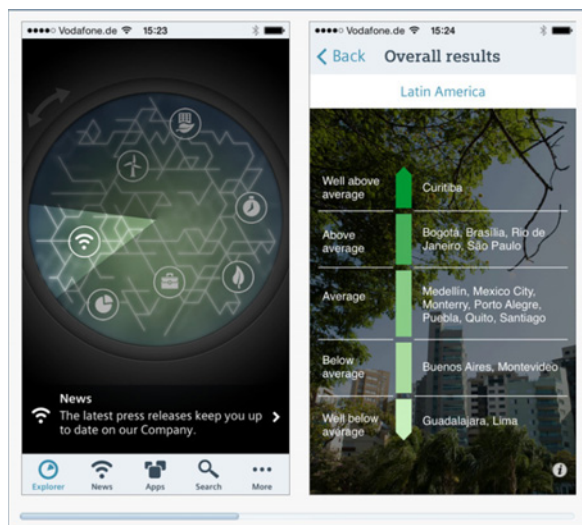 Vodafone.de 15:23
News
The latest press releases keep you up
to date on our Company.
Explorer News Apps Search More
Vodafone.de 15:24
Back Overall results
Latin America
Well above
average
Curitiba
Above
average
Bogotá, Brasília, Rio de
Janeiro, São Paulo
Average
Medellín, Mexico City,
Monterry, Porto Alegre,
Puebla, Quito, Santiago
Below
average
Buenos Aires, Montevideo
Well below
average
Guadalajara, Lima
i